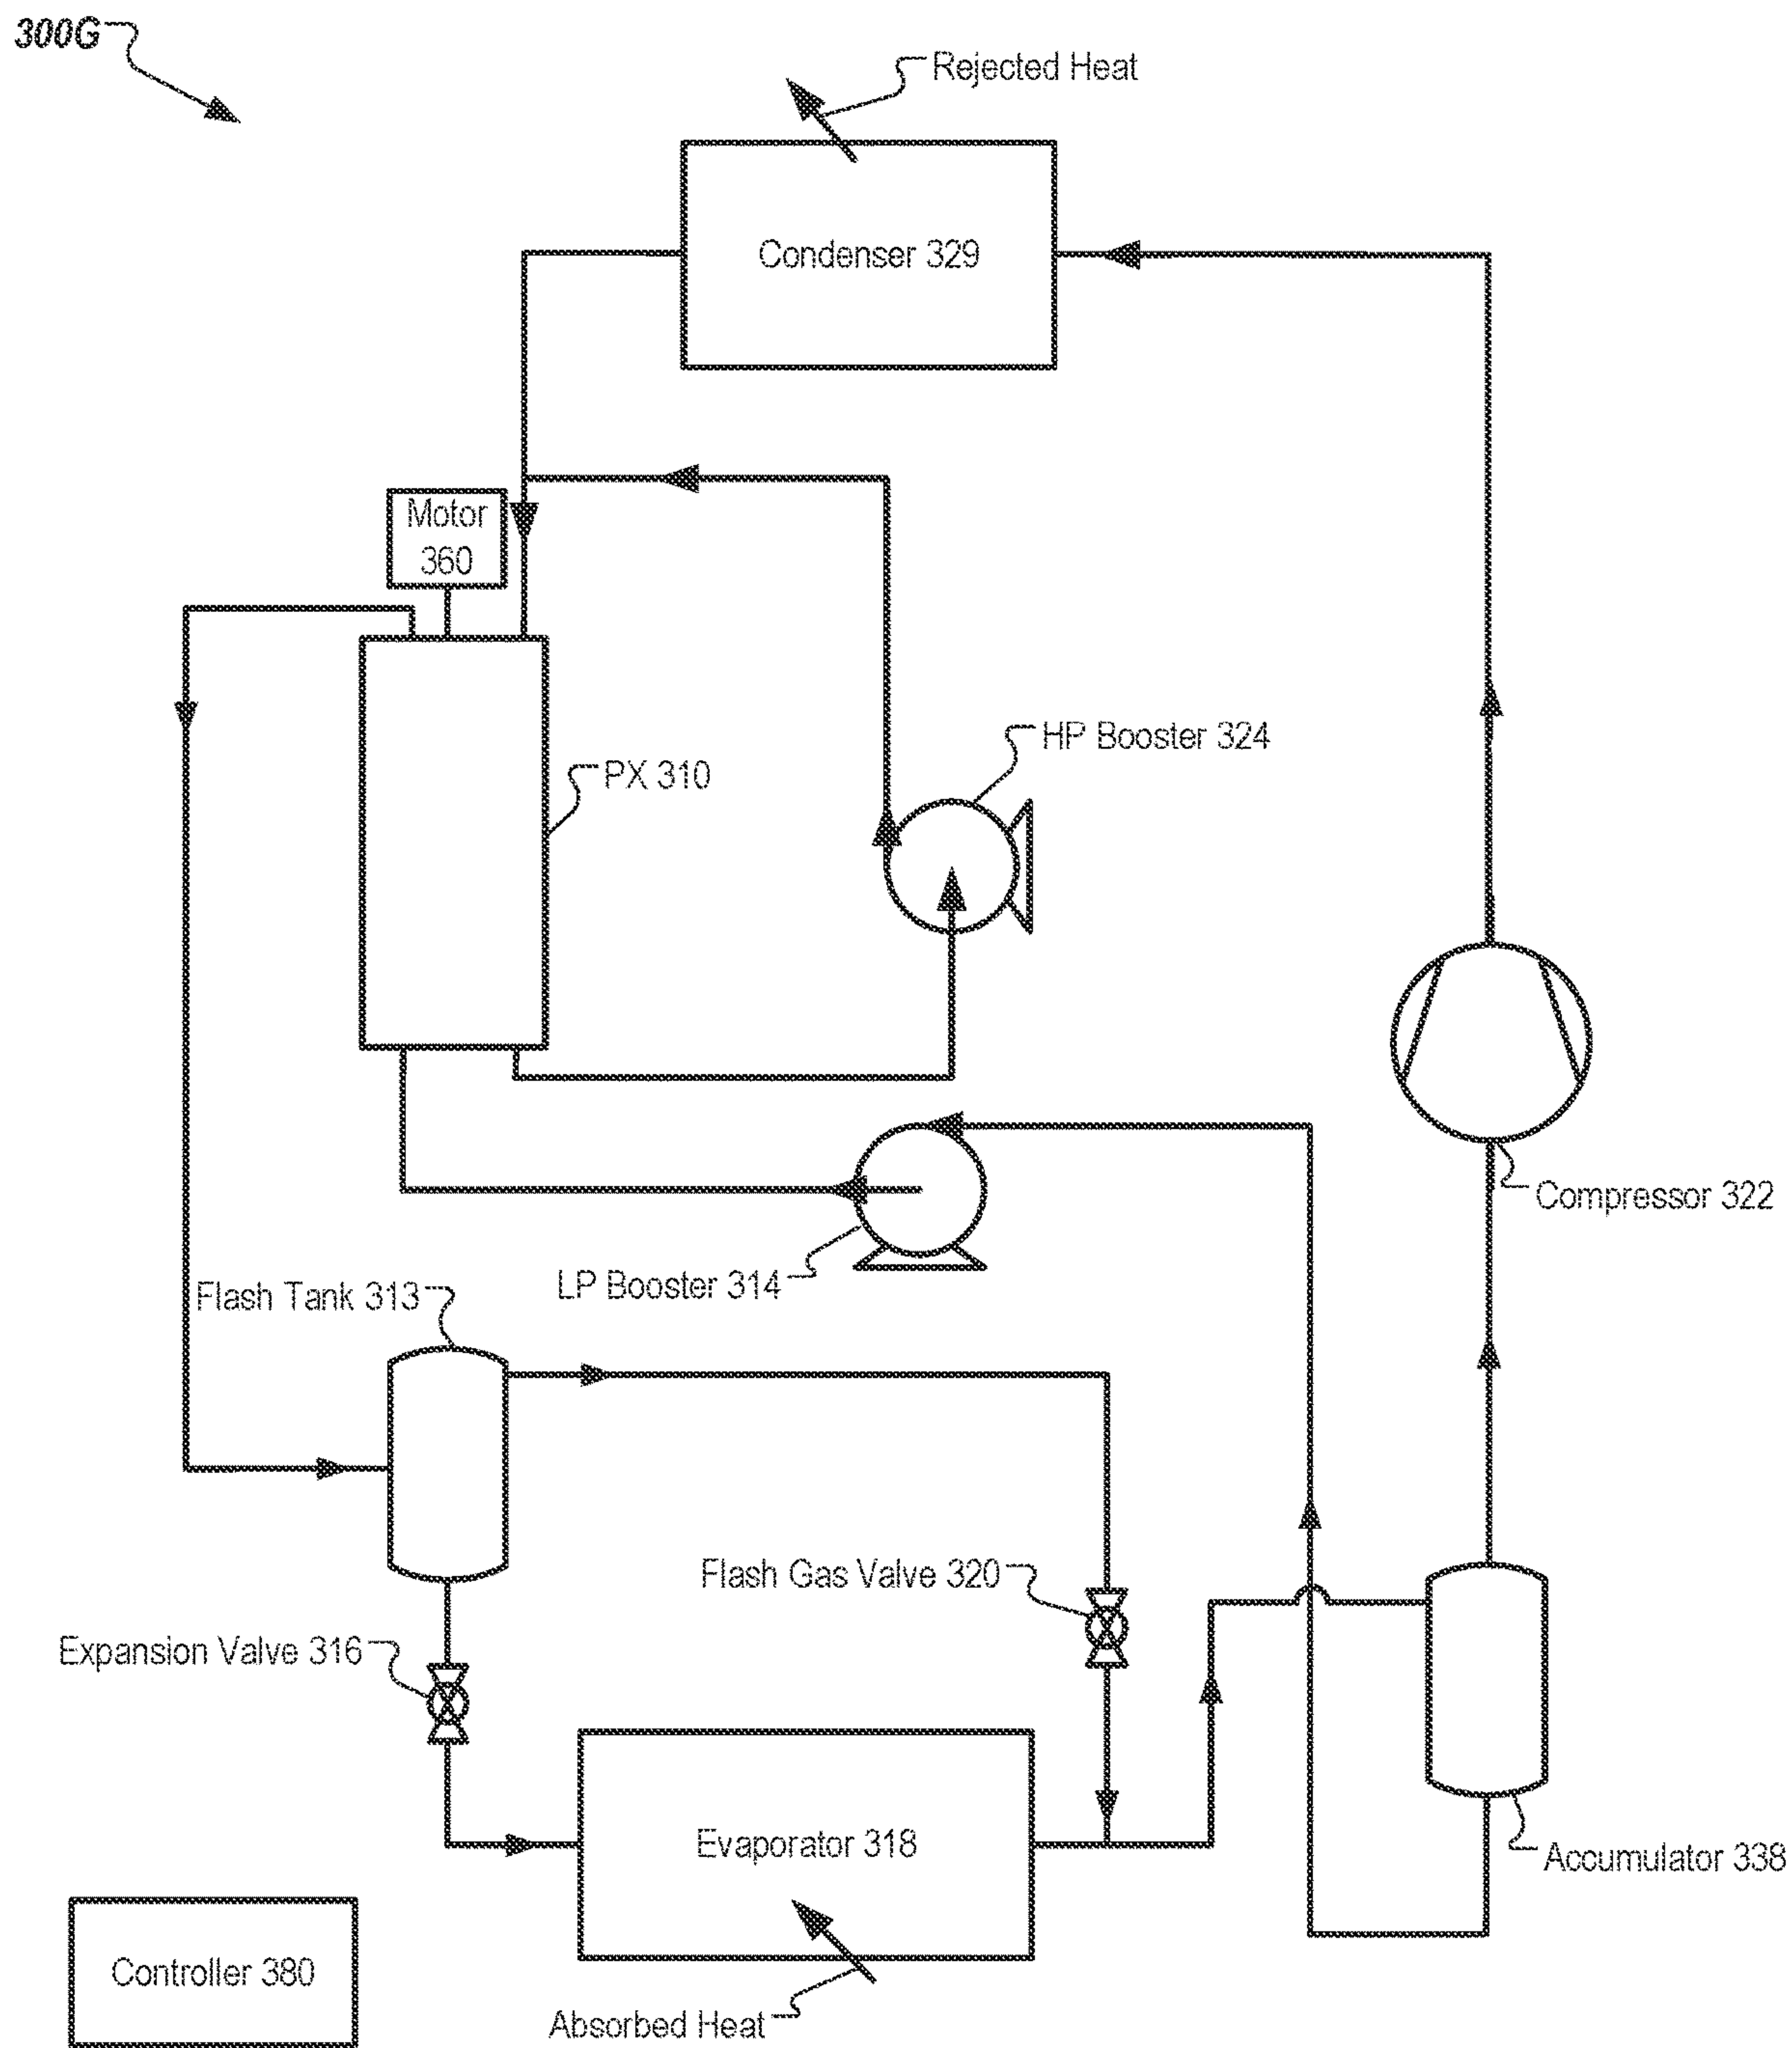 300G
Rejected Heat
Condenser 329
Motor
360
HP Booster 324
PX 310
Compressor 322
LP Booster 314
Flash Tank 313
Flash Gas Valve 320
Expansion Valve 316
Evaporator 318
Accumulator 338
Controller 380
Absorbed Heat